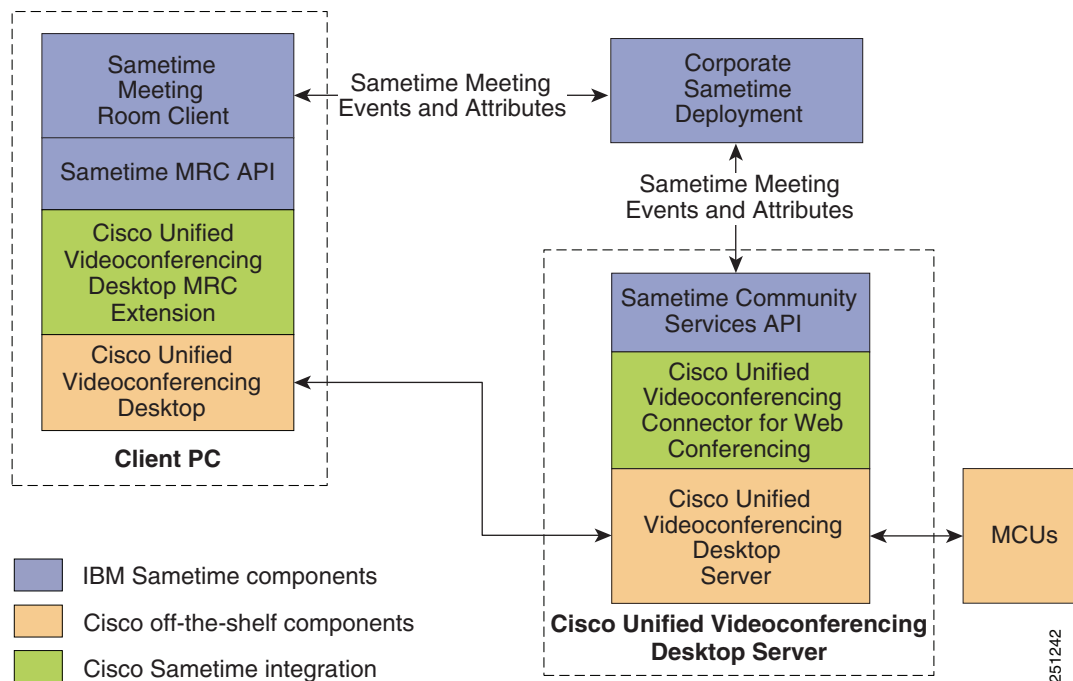 Sametime
Meeting
Room Client
Sametime MRC API
Cisco Unified
Videoconferencing
Desktop MRC
Extension
Cisco Unified
Videoconferencing
Desktop
Client PC
Sametime Meeting
Events and Attributes
Corporate
Sametime
Deployment
Sametime Meeting
Events and Attributes
Sametime Community
Services API
Cisco Unified
Videoconferencing
Connector for Web
Conferencing
Cisco Unified
Videoconferencing
Desktop
Server
Cisco Unified Videoconferencing
Desktop Server
MCUs
IBM Sametime components
Cisco off-the-shelf components
Cisco Sametime integration
251242